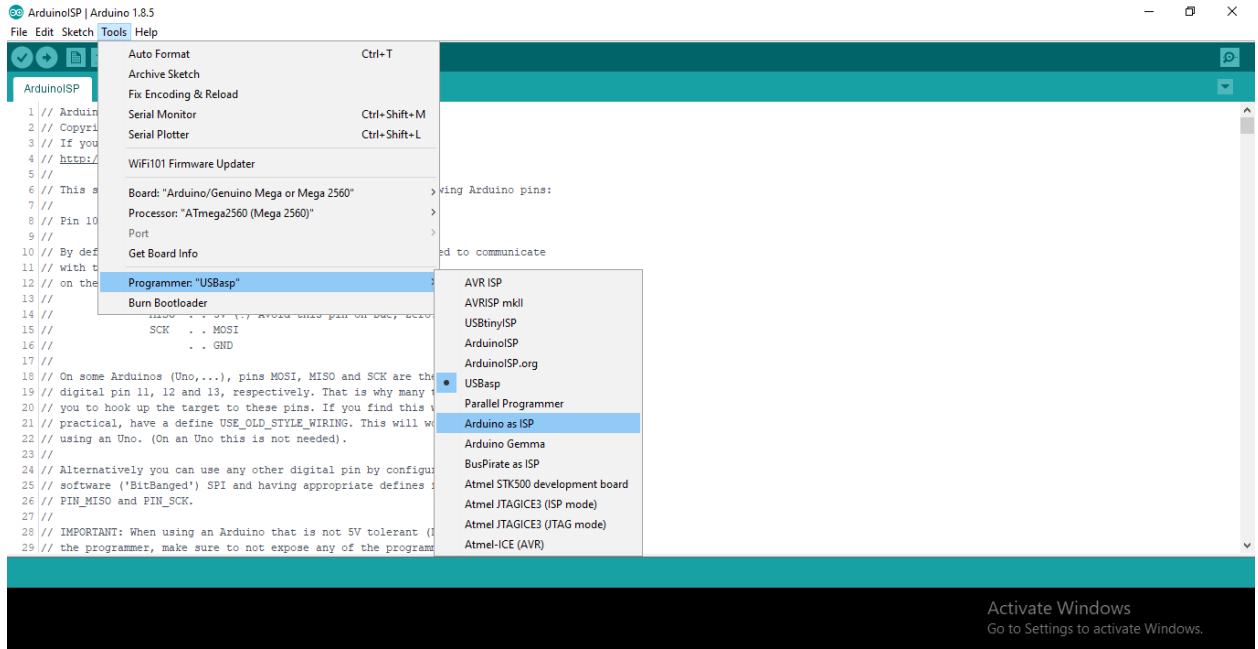 ArduinoISP | Arduino 1.8.5
File Edit Sketch Tools Help
ArduinoISP
Auto Format Ctrl+T
Archive Sketch
Fix Encoding & Reload
Serial Monitor Ctrl+Shift+M
Serial Plotter Ctrl+Shift+L
WiFi101 Firmware Updater
Board: "Arduino/Genuino Mega or Mega 2560"
Processor: "ATmega2560 (Mega 2560)"
Port
Get Board Info
Programmer: "USBasp"
Burn Bootloader
AVR ISP
AVRISP mkII
USBtinyISP
ArduinoISP
ArduinoISP.org
USBasp
Parallel Programmer
Arduino as ISP
Arduino Gemma
BusPirate as ISP
Atmel STK500 development board
Atmel JTAGICE3 (ISP mode)
Atmel JTAGICE3 (JTAG mode)
Atmel-ICE (AVR)
1 // Arduin
2 // Copyri
3 // If you
4 // http:/
5 //
6 // This s ving Arduino pins:
7 //
8 // Pin 10
9 //
10 // By def ed to communicate
11 // with t
12 // on the
13 //
14 // MISO . . 5V (!) Avoid this pin on Due, Zero.
15 // SCK . . MOSI
16 // . . GND
17 //
18 // On some Arduinos (Uno,...), pins MOSI, MISO and SCK are the
19 // digital pin 11, 12 and 13, respectively. That is why many t
20 // you to hook up the target to these pins. If you find this w
21 // practical, have a define USE_OLD_STYLE_WIRING. This will wo
22 // using an Uno. (On an Uno this is not needed).
23 //
24 // Alternatively you can use any other digital pin by configur
25 // software ('BitBanged') SPI and having appropriate defines
26 // PIN_MISO and PIN_SCK.
27 //
28 // IMPORTANT: When using an Arduino that is not 5V tolerant (
29 // the programmer, make sure to not expose any of the program
Activate Windows
Go to Settings to activate Windows.